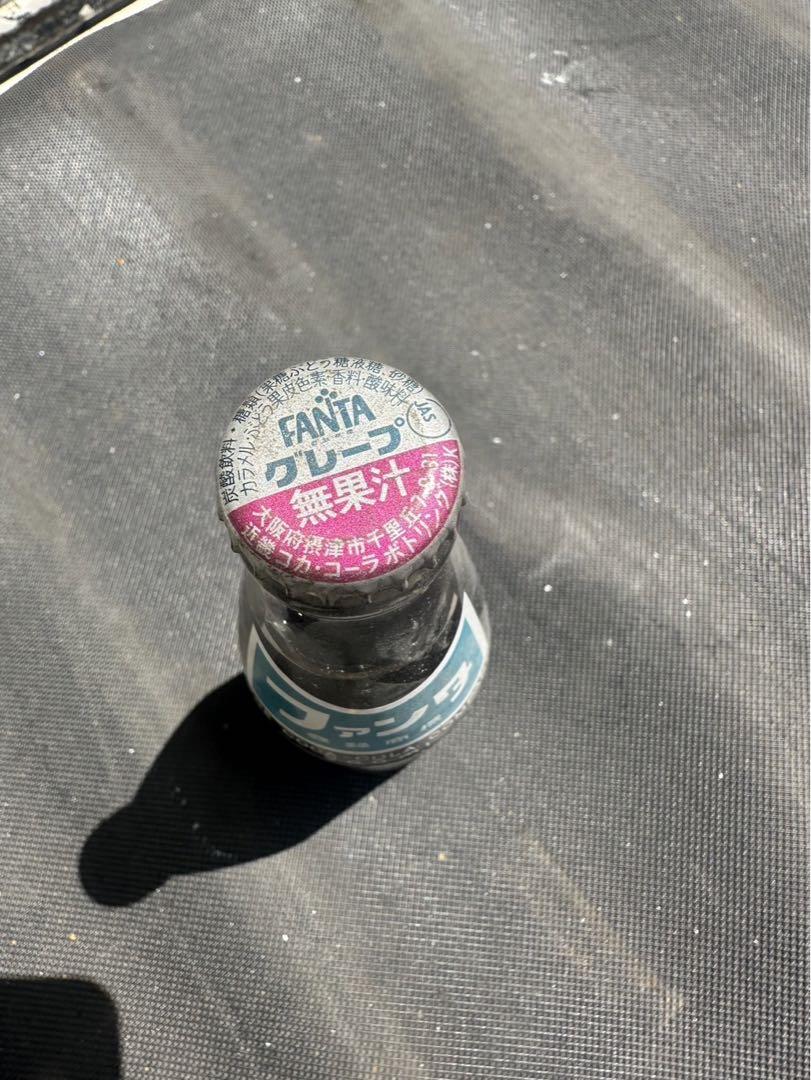 炭酸飲料・糖類(果糖ぶどう糖液糖、砂糖)
カラメル・ぶどう果皮色素・香料・酸味料
JAS
FANTA
グレープ
無果汁
大阪府摂津市千里丘7-9-31
近畿コカ・コーラボトリング(株)K
ファンタ